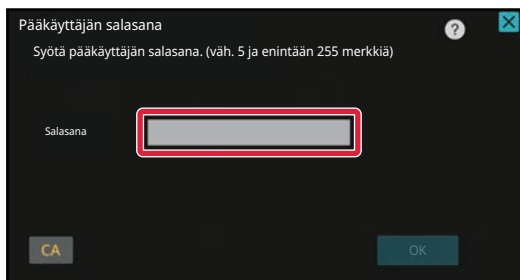 Pääkäyttäjän salasana
?
Syötä pääkäyttäjän salasana. (väh. 5 ja enintään 255 merkkiä)
Salasana
CA
OK